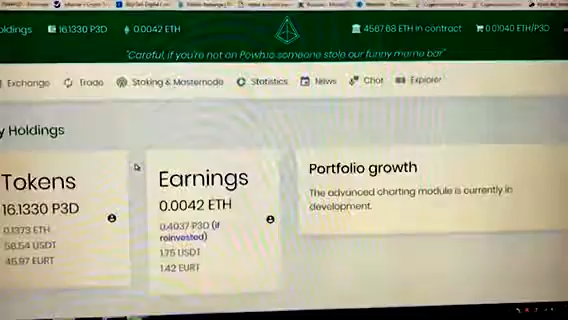 oldings 16.1330 P3D 0.0042 ETH 4567.68 ETH in contract 0.01040 ETH/P3D
"Careful, if you're not on Powh.io someone stole our funny meme bar"
Exchange Trade Staking & Masternode Statistics News Chat Explorer
y Holdings
Tokens
16.1330 P3D
0.1373 ETH
58.54 USDT
45.97 EURT
Earnings
0.0042 ETH
0.4037 P3D (if
reinvested)
1.75 USDT
1.42 EURT
Portfolio growth
The advanced charting module is currently in
development.